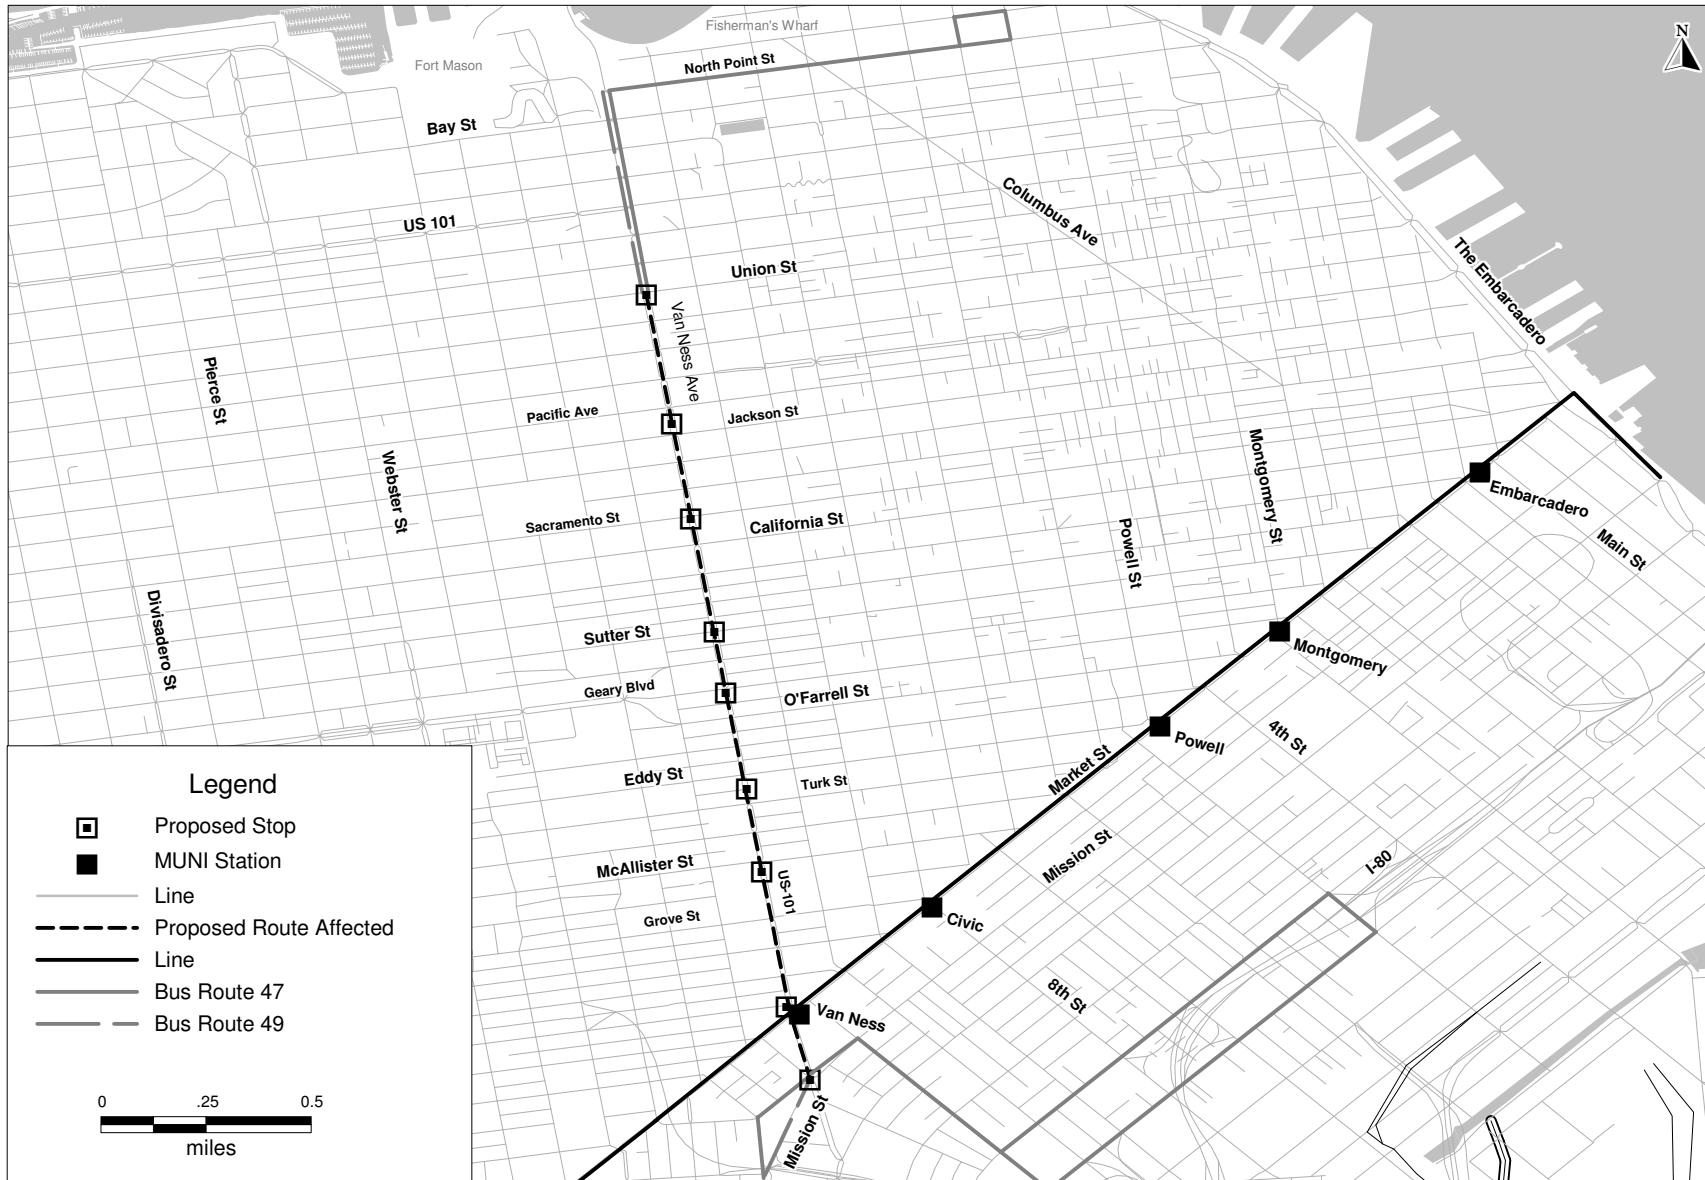 Fisherman's Wharf
N
Fort Mason
North Point St
Bay St
Columbus Ave
US 101
The Embarcadero
Union St
Van Ness Ave
Pierce St
Pacific Ave
Jackson St
Montgomery St
Webster St
Embarcadero
Sacramento St
California St
Powell St
Main St
Divisadero St
Sutter St
Montgomery
Geary Blvd
O'Farrell St
4th St
Powell
Market St
Eddy St
Turk St
Mission St
I-80
McAllister St
US-101
Grove St
Civic
8th St
Van Ness
Mission St
Legend
Proposed Stop
MUNI Station
Line
Proposed Route Affected
Line
Bus Route 47
Bus Route 49
0 .25 0.5
miles